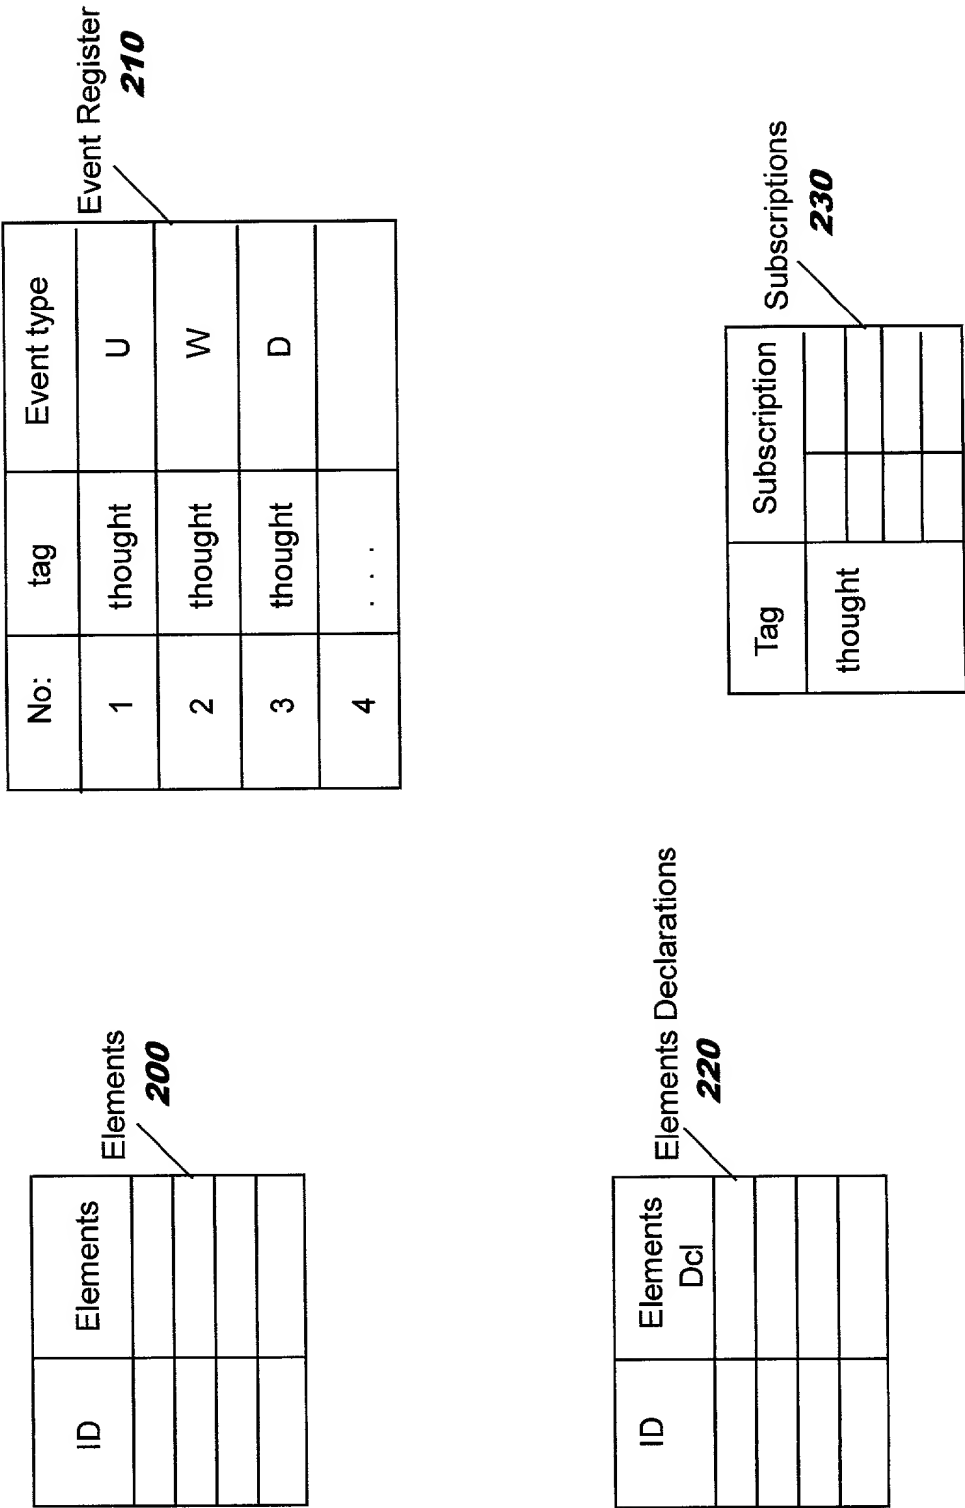 ID Elements
Elements
200
No: tag Event type
1 thought U
2 thought W
3 thought D
4 . . .
Event Register
210
ID Elements
Dcl
Elements Declarations
220
Tag Subscription
thought
Subscriptions
230